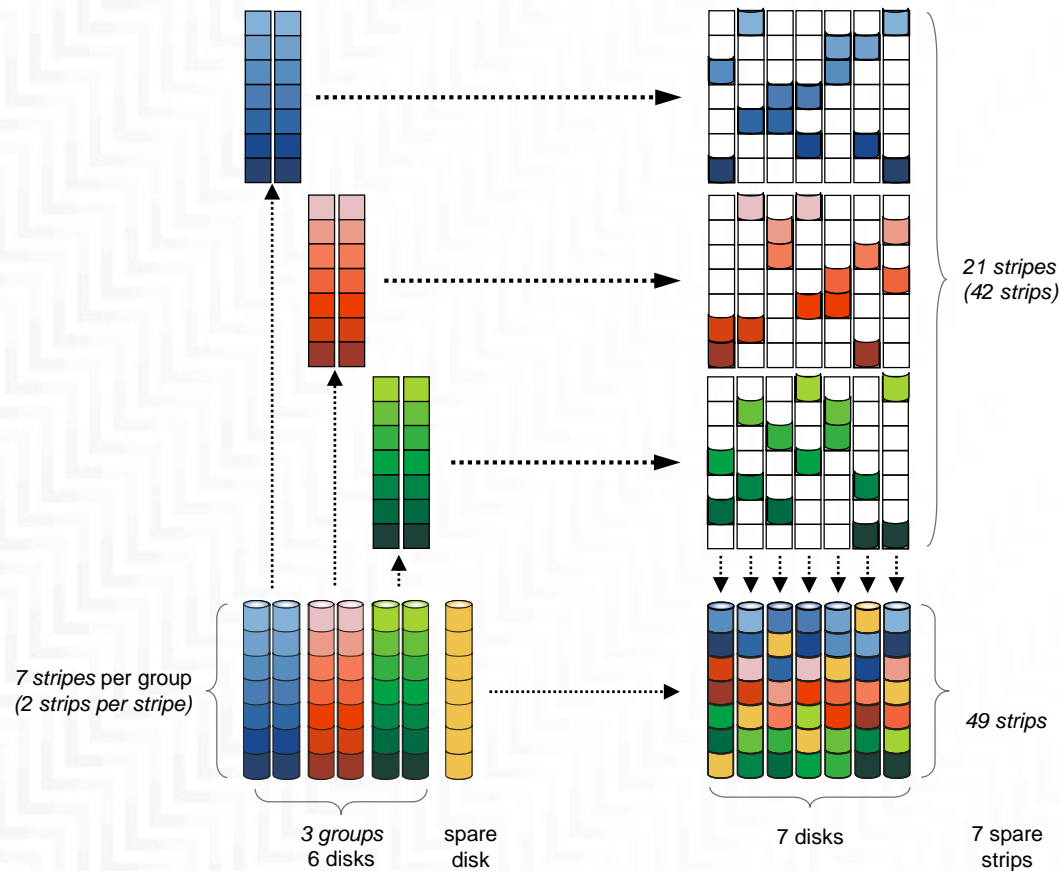 21 stripes
(42 strips)
7 stripes per group
(2 strips per stripe)
49 strips
3 groups
6 disks
spare
disk
7 disks
7 spare
strips